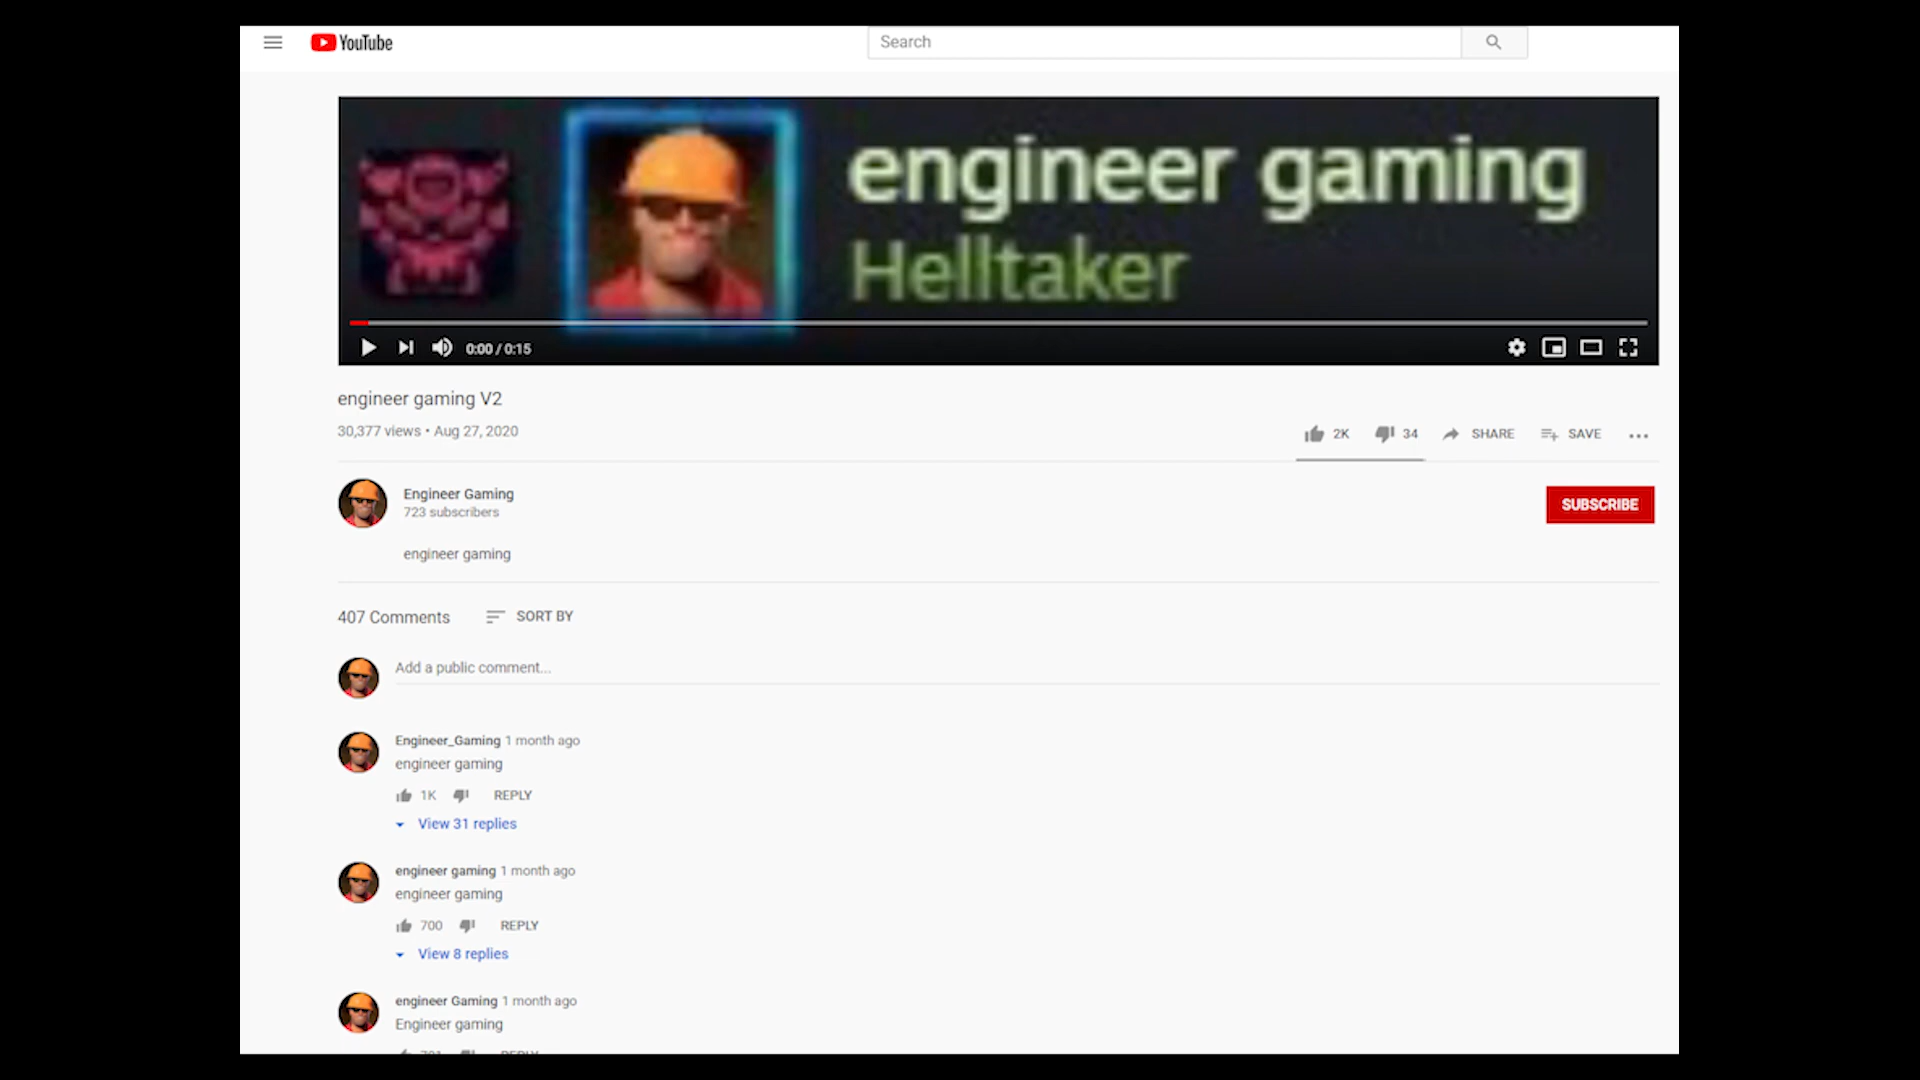 YouTube
Search
engineer gaming
Helltaker
0:00 / 0:15
engineer gaming V2
30,377 views • Aug 27, 2020
2K 34 SHARE SAVE
Engineer Gaming
723 subscribers
SUBSCRIBE
engineer gaming
407 Comments SORT BY
Add a public comment...
Engineer_Gaming 1 month ago
engineer gaming
1K REPLY
View 31 replies
engineer gaming 1 month ago
engineer gaming
700 REPLY
View 8 replies
engineer Gaming 1 month ago
Engineer gaming
REPLY